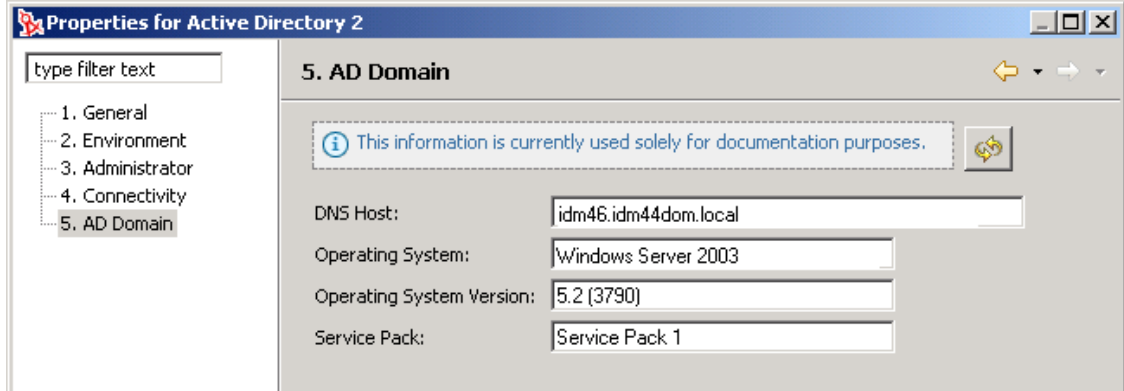 Properties for Active Directory 2
type filter text
1. General
2. Environment
3. Administrator
4. Connectivity
5. AD Domain
5. AD Domain
This information is currently used solely for documentation purposes.
DNS Host: idm46.idm44dom.local
Operating System: Windows Server 2003
Operating System Version: 5.2 (3790)
Service Pack: Service Pack 1